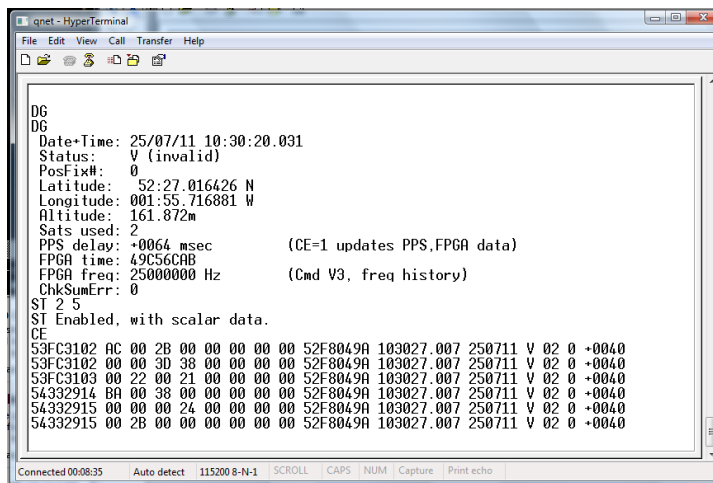 qnet - HyperTerminal
File Edit View Call Transfer Help
DG
DG
Date+Time: 25/07/11 10:30:20.031
Status: V (invalid)
PosFix#: 0
Latitude: 52:27.016426 N
Longitude: 001:55.716881 W
Altitude: 161.872m
Sats used: 2
PPS delay: +0064 msec (CE=1 updates PPS,FPGA data)
FPGA time: 49C56CAB
FPGA freq: 25000000 Hz (Cmd V3, freq history)
ChkSumErr: 0
ST 2 5
ST Enabled, with scalar data.
CE
53FC3102 AC 00 2B 00 00 00 00 00 52F8049A 103027.007 250711 V 02 0 +0040
53FC3102 00 00 3D 38 00 00 00 00 52F8049A 103027.007 250711 V 02 0 +0040
53FC3103 00 22 00 21 00 00 00 00 52F8049A 103027.007 250711 V 02 0 +0040
54332914 BA 00 38 00 00 00 00 00 52F8049A 103027.007 250711 V 02 0 +0040
54332915 00 00 00 24 00 00 00 00 52F8049A 103027.007 250711 V 02 0 +0040
54332915 00 2B 00 00 00 00 00 00 52F8049A 103027.007 250711 V 02 0 +0040
Connected 00:08:35 Auto detect 115200 8-N-1 SCROLL CAPS NUM Capture Print echo